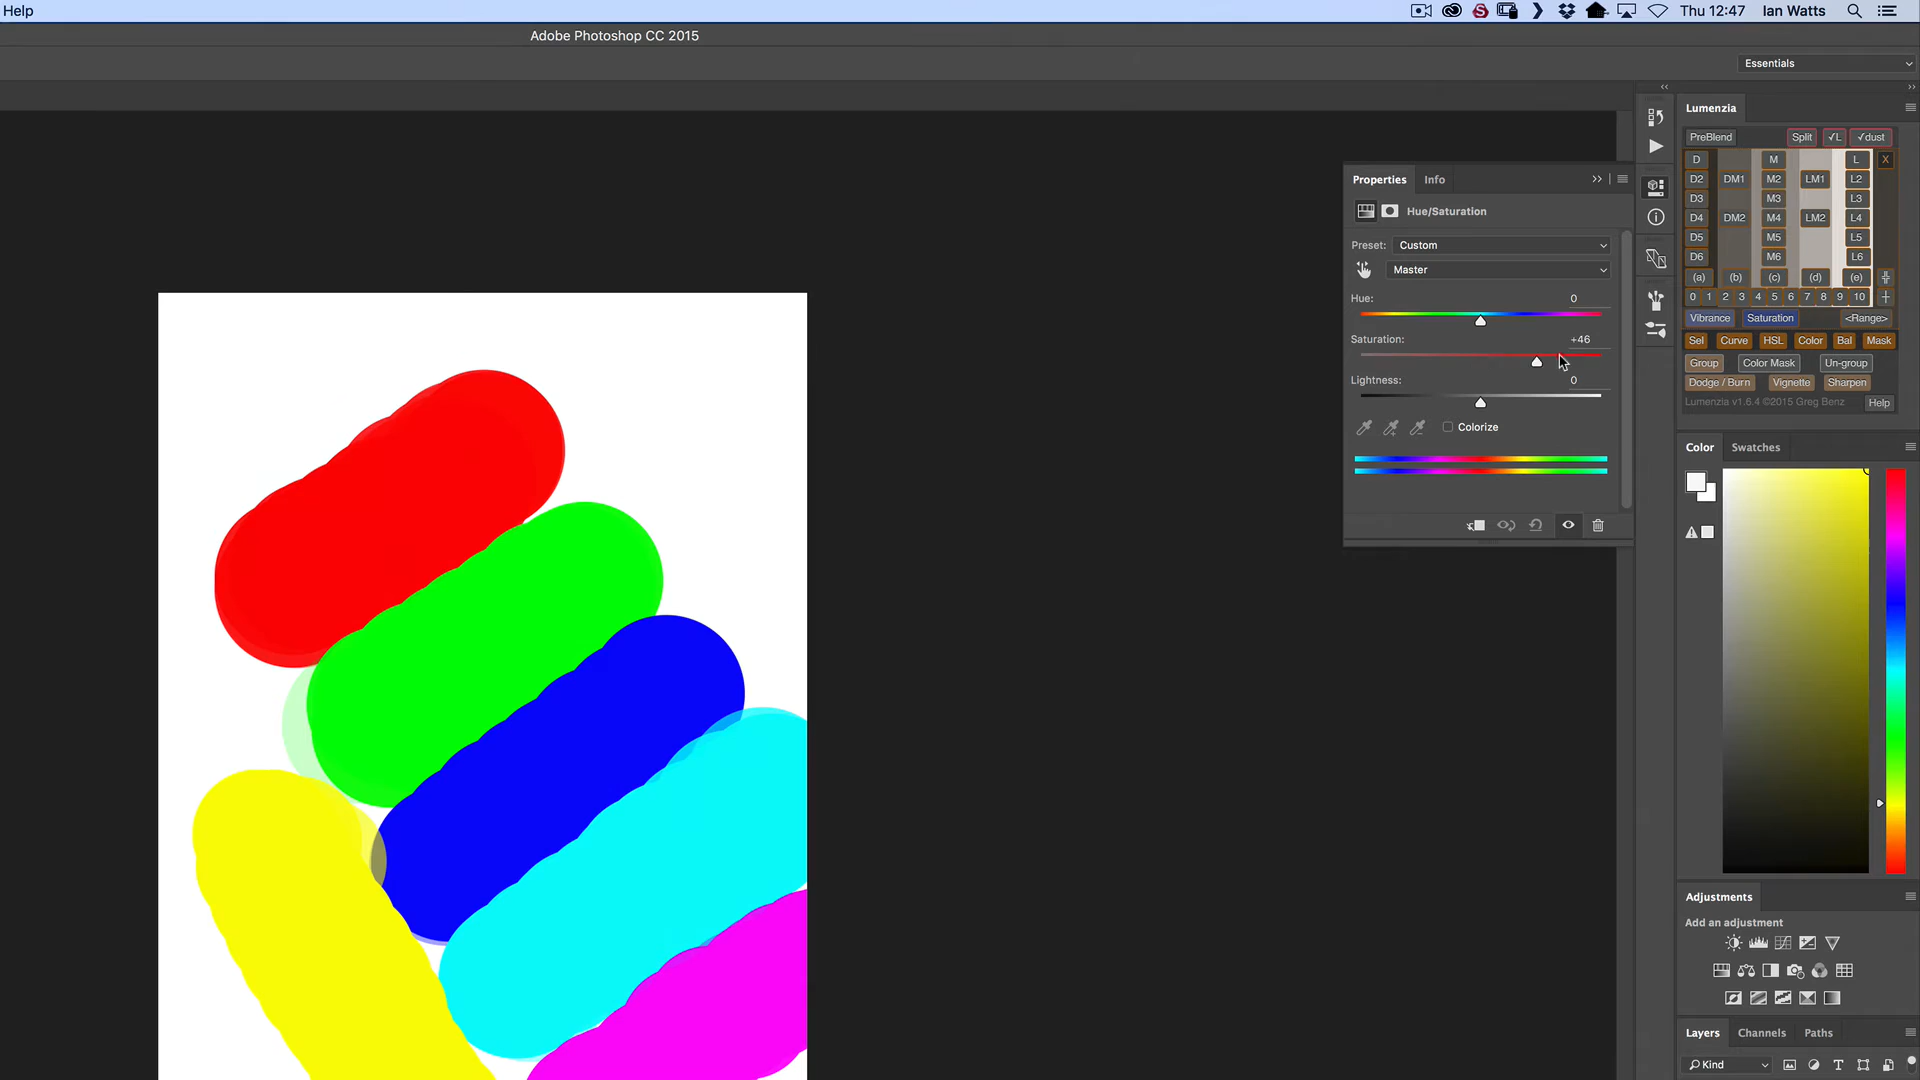 Help
Thu 12:47
Ian Watts
Adobe Photoshop CC 2015
Essentials
Lumenzia
PreBlend Split √L √dust
D M L X
D2 DM1 M2 LM1 L2
D3 M3 L3
D4 DM2 M4 LM2 L4
D5 M5 L5
D6 M6 L6
(a) (b) (c) (d) (e)
0 1 2 3 4 5 6 7 8 9 10
Vibrance Saturation <Range>
Sel Curve HSL Color Bal Mask
Group Color Mask Un-group
Dodge / Burn Vignette Sharpen
Lumenzia v1.6.4 ©2015 Greg Benz Help
Properties Info
Hue/Saturation
Preset: Custom
Master
Hue: 0
Saturation: +46
Lightness: 0
Colorize
Color Swatches
Adjustments
Add an adjustment
Layers Channels Paths
Kind